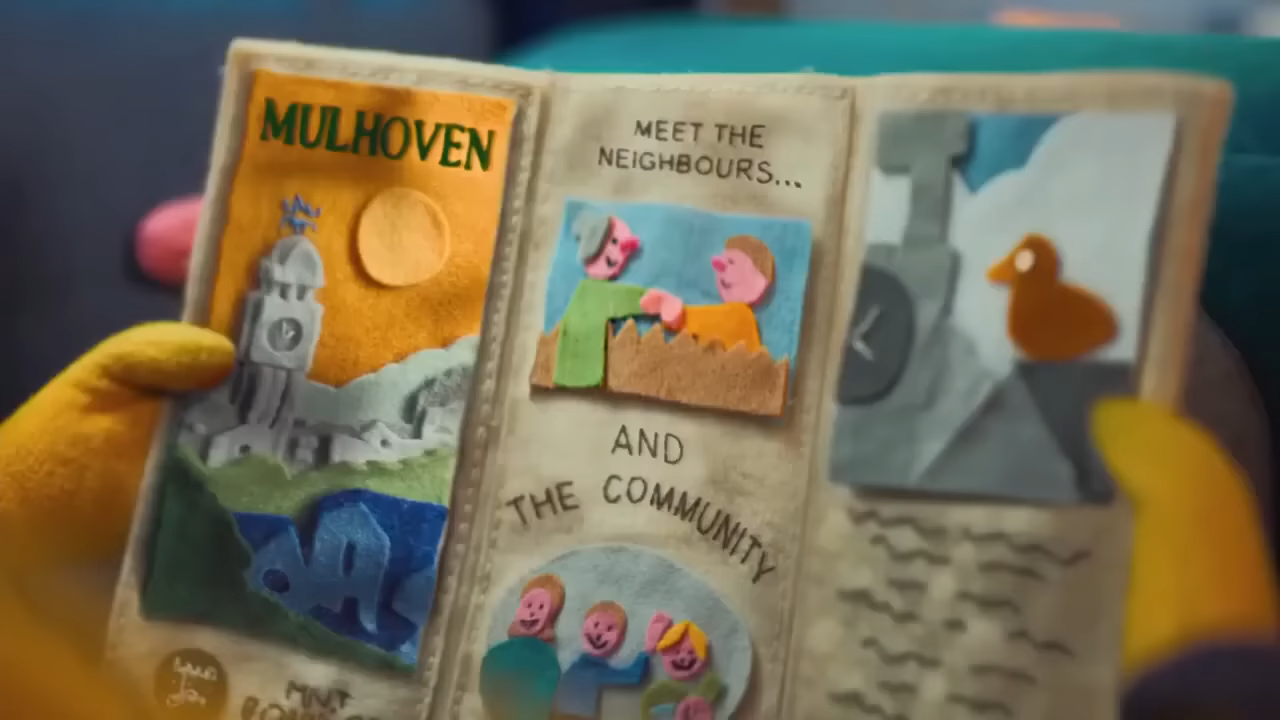 MULHOVEN
MEET THE
NEIGHBOURS...
AND
THE COMMUNITY